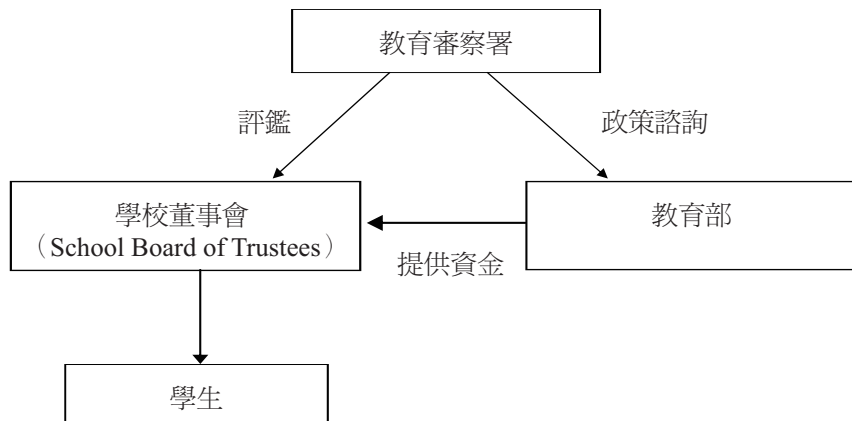 教育審察署
評鑑
政策諮詢
學校董事會
（School Board of Trustees）
教育部
提供資金
學生